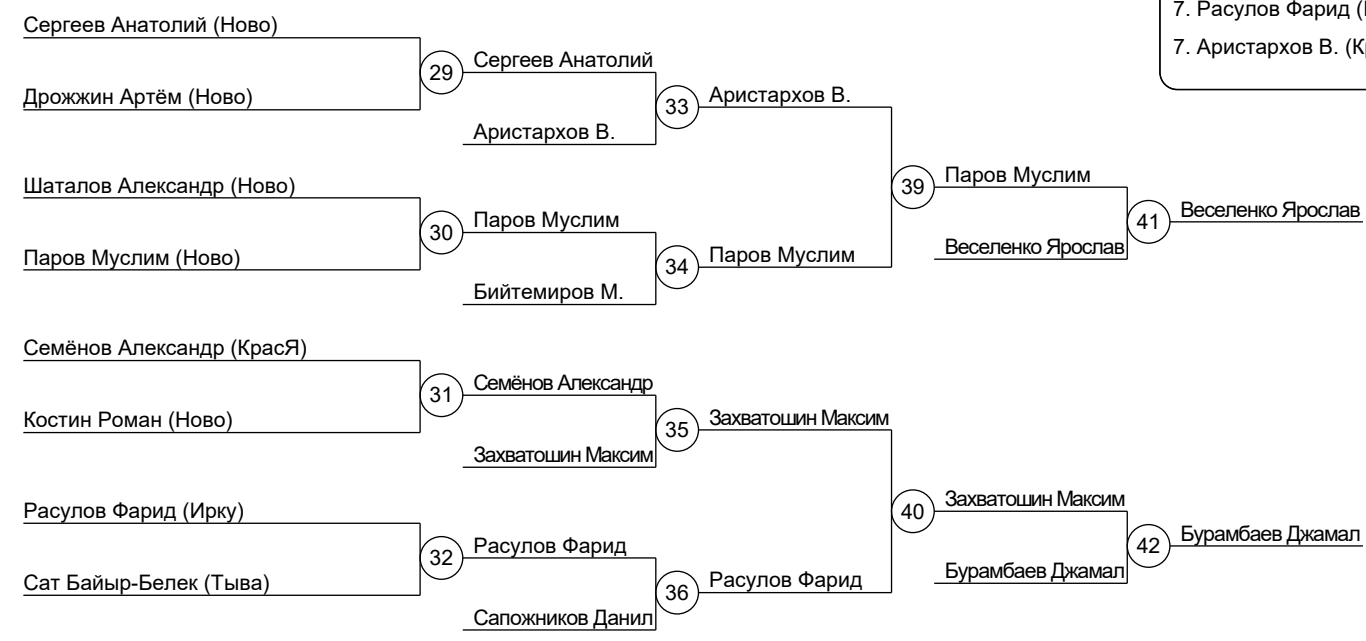 7. Расулов Фарид
Сергеев Анатолий (Ново)
7. Аристархов В.
29
Сергеев Анатолий
Дрожжин Артём (Ново)
33
Аристархов В.
Аристархов В.
Шаталов Александр (Ново)
39
Паров Муслим
30
Паров Муслим
41
Веселенко Ярослав
Паров Муслим (Ново)
34
Паров Муслим
Веселенко Ярослав
Бийтемиров М.
Семёнов Александр (КрасЯ)
31
Семёнов Александр
Костин Роман (Ново)
35
Захватошин Максим
Захватошин Максим
Расулов Фарид (Ирку)
40
Захватошин Максим
32
Расулов Фарид
42
Бурамбаев Джамал
Сат Байыр-Белек (Тыва)
36
Расулов Фарид
Бурамбаев Джамал
Сапожников Данил